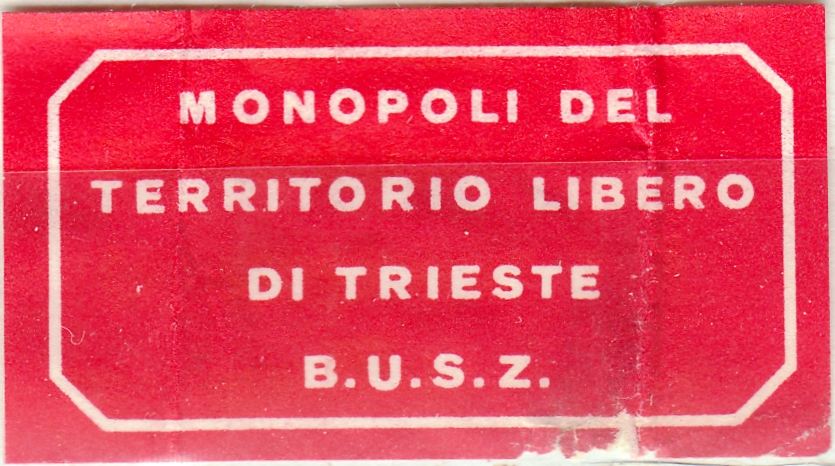 MONOPOLI DEL
TERRITORIO LIBERO
DI TRIESTE
B.U.S.Z.